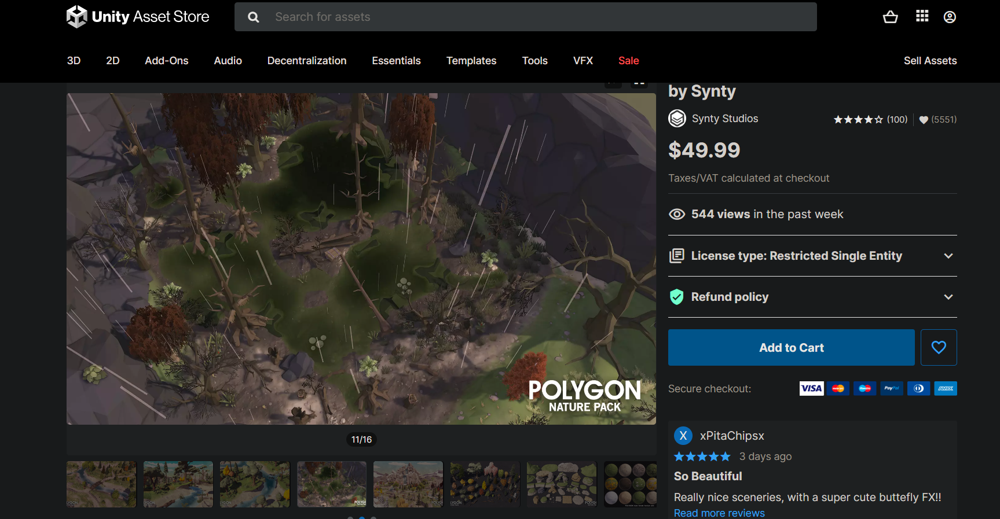 Unity Asset Store
Search for assets
3D 2D Add-Ons Audio Decentralization Essentials Templates Tools VFX Sale Sell Assets
by Synty
Synty Studios
(100) (5551)
$49.99
Taxes/VAT calculated at checkout
544 views in the past week
License type: Restricted Single Entity
Refund policy
Add to Cart
Secure checkout:
VISA
PayPal
AMEX
POLYGON
NATURE PACK
11/16
X xPitaChipsx
3 days ago
So Beautiful
Really nice sceneries, with a super cute buttefly FX!!
Read more reviews